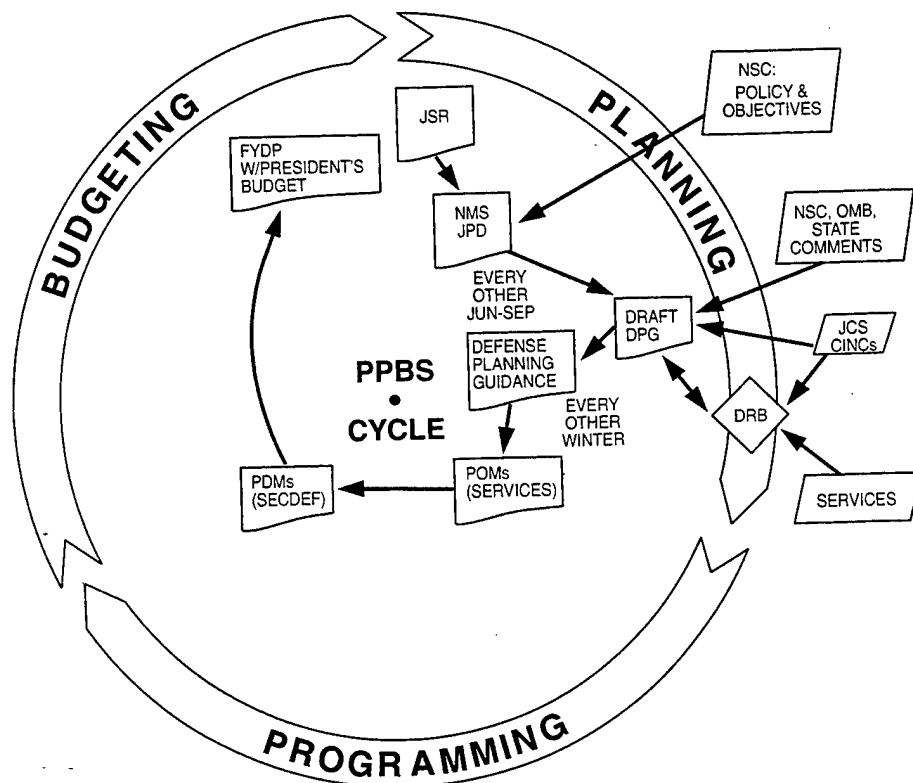 BUDGETING
PLANNING
PROGRAMMING
NSC:
POLICY &
OBJECTIVES
JSR
FYDP
W/PRESIDENT'S
BUDGET
NMS
JPD
NSC, OMB,
STATE
COMMENTS
EVERY
OTHER
JUN-SEP
DRAFT
DPG
JCS
CINCs
DEFENSE
PLANNING
GUIDANCE
PPBS
•
CYCLE
EVERY
OTHER
WINTER
DRB
PDMs
(SECDEF)
POMs
(SERVICES)
SERVICES